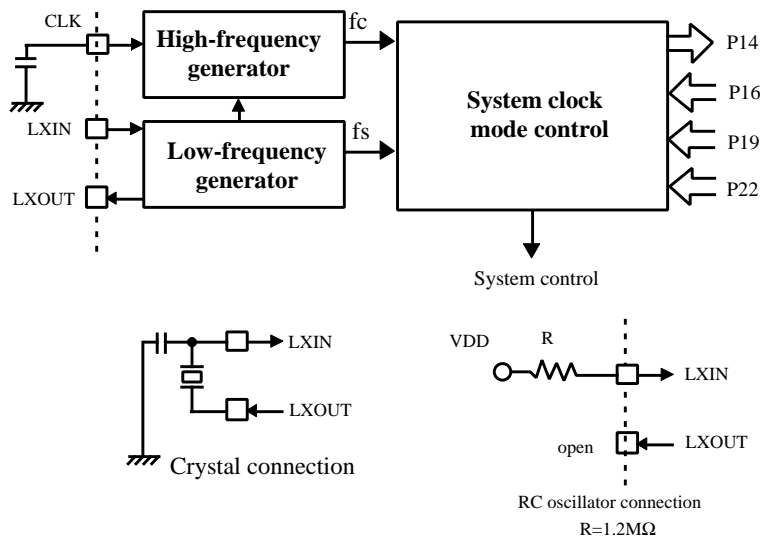 CLK
High-frequency
generator
fc
System clock
mode control
P14
P16
P19
P22
LXIN
LXOUT
Low-frequency
generator
fs
System control
LXIN
LXOUT
Crystal connection
VDD
R
LXIN
open
LXOUT
RC oscillator connection
R=1.2MΩ